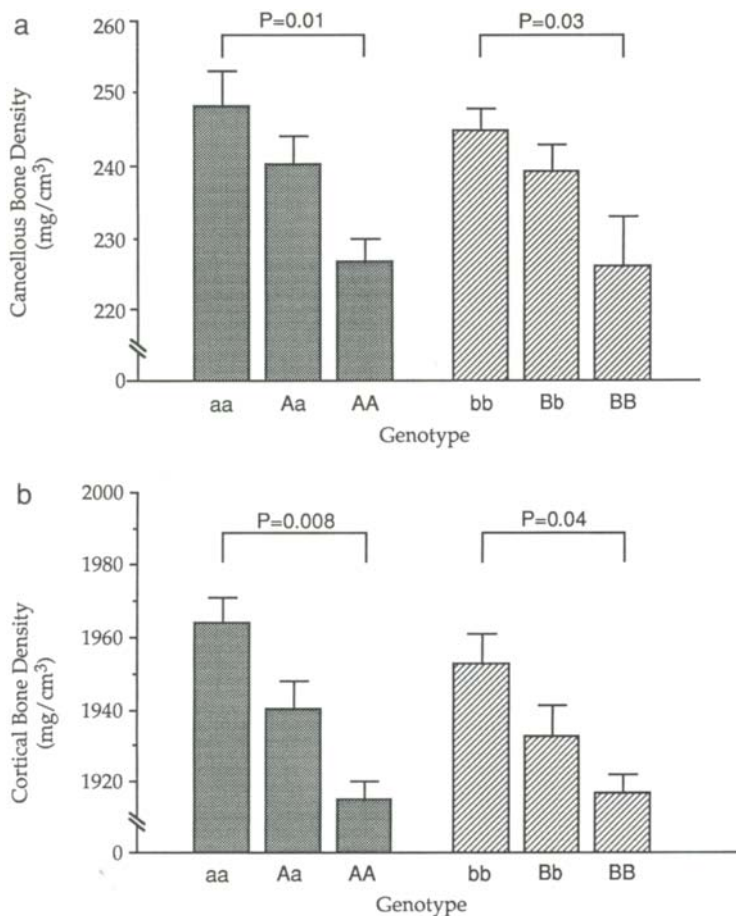 a
Cancellous Bone Density
(mg/cm³)
260
250
240
230
220
0
P=0.01
P=0.03
aa Aa AA bb Bb BB
Genotype
b
Cortical Bone Density
(mg/cm³)
2000
1980
1960
1940
1920
0
P=0.008
P=0.04
aa Aa AA bb Bb BB
Genotype